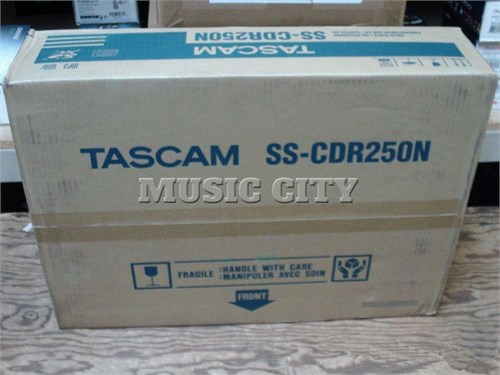 TASCAM
SS-CDR250N
TASCAM SS-CDR250N
MUSIC CITY
FRAGILE
:HANDLE WITH CARE
:MANIPULER AVEC SOIN
FRONT